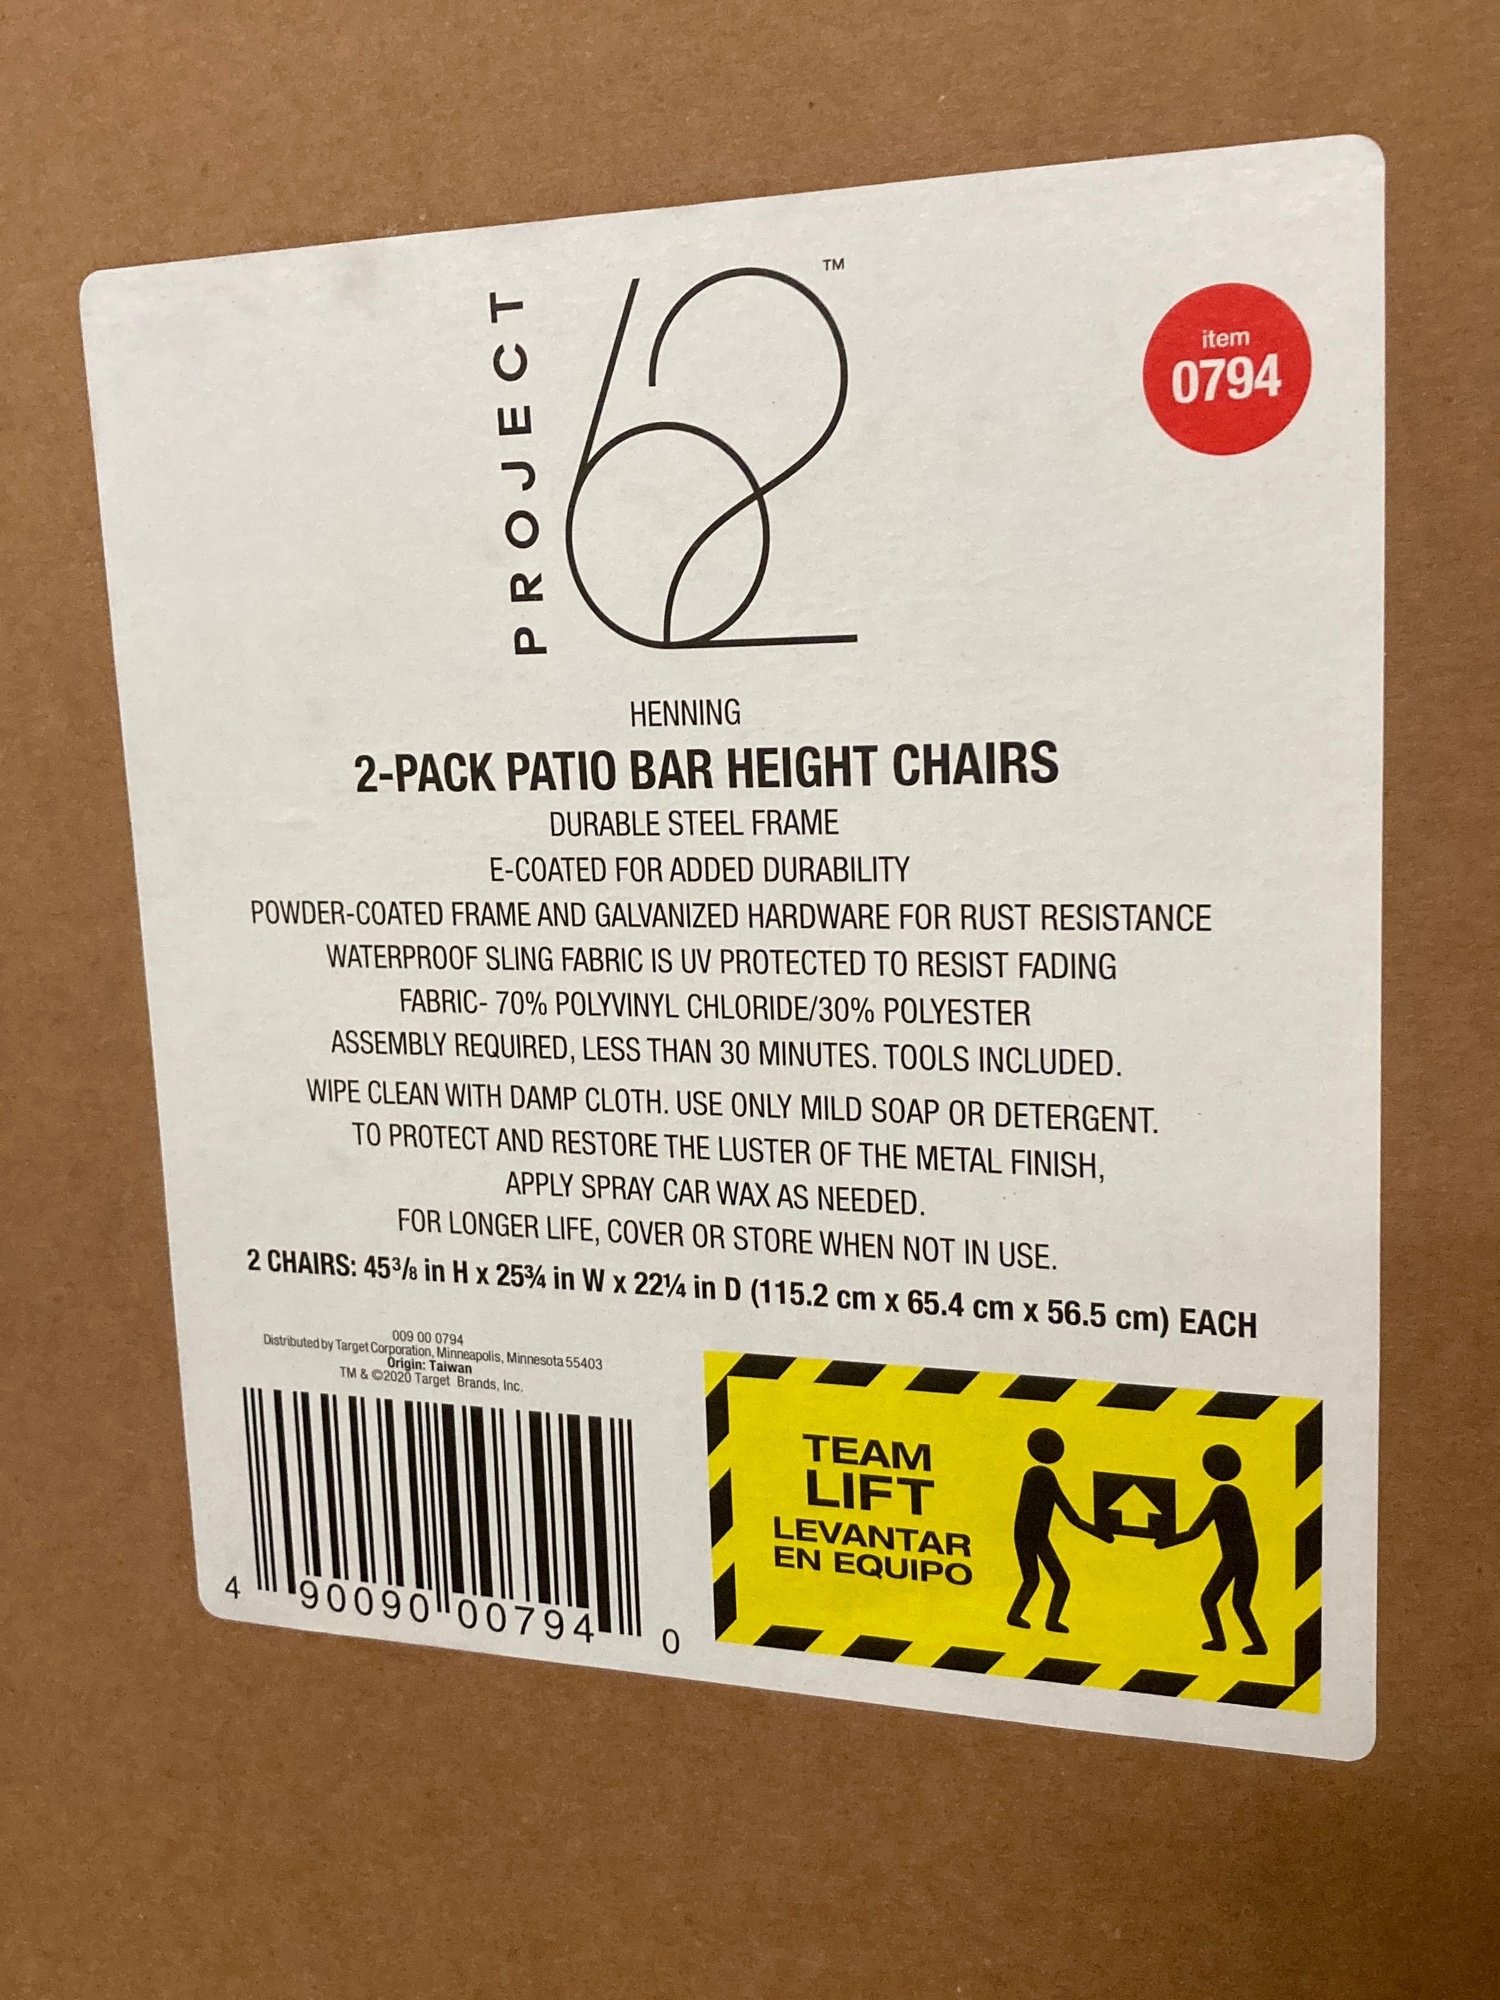 PROJECT
62™
item
0794
HENNING
2-PACK PATIO BAR HEIGHT CHAIRS
DURABLE STEEL FRAME
E-COATED FOR ADDED DURABILITY
POWDER-COATED FRAME AND GALVANIZED HARDWARE FOR RUST RESISTANCE
WATERPROOF SLING FABRIC IS UV PROTECTED TO RESIST FADING
FABRIC- 70% POLYVINYL CHLORIDE/30% POLYESTER
ASSEMBLY REQUIRED, LESS THAN 30 MINUTES. TOOLS INCLUDED.
WIPE CLEAN WITH DAMP CLOTH. USE ONLY MILD SOAP OR DETERGENT.
TO PROTECT AND RESTORE THE LUSTER OF THE METAL FINISH,
APPLY SPRAY CAR WAX AS NEEDED.
FOR LONGER LIFE, COVER OR STORE WHEN NOT IN USE.
2 CHAIRS: 45³/₈ in H x 25¾ in W x 22¼ in D (115.2 cm x 65.4 cm x 56.5 cm) EACH
009 00 0794
Distributed by Target Corporation, Minneapolis, Minnesota 55403
Origin: Taiwan
TM & ©2020 Target Brands, Inc.
4 90090 00794 0
TEAM
LIFT
LEVANTAR
EN EQUIPO